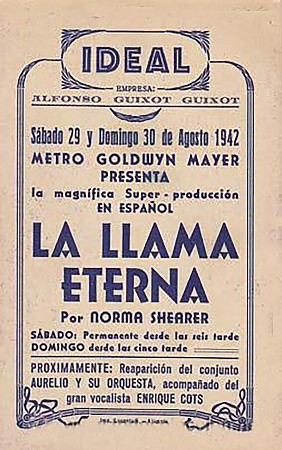 IDEAL
EMPRESA:
ALFONSO GUIXOT GUIXOT
Sábado 29 y Domingo 30 de Agosto 1942
METRO GOLDWYN MAYER
PRESENTA
la magnífica Super-producción
EN ESPAÑOL
LA LLAMA
ETERNA
Por NORMA SHEARER
SÁBADO: Permanente desde las seis tarde
DOMINGO desde las cinco tarde
PROXIMAMENTE: Reaparición del conjunto
AURELIO Y SU ORQUESTA, acompañado del
gran vocalista ENRIQUE COTS